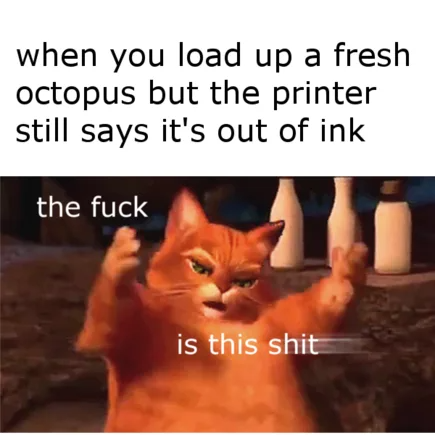 when you load up a fresh
octopus but the printer
still says it's out of ink
the fuck
is this shit